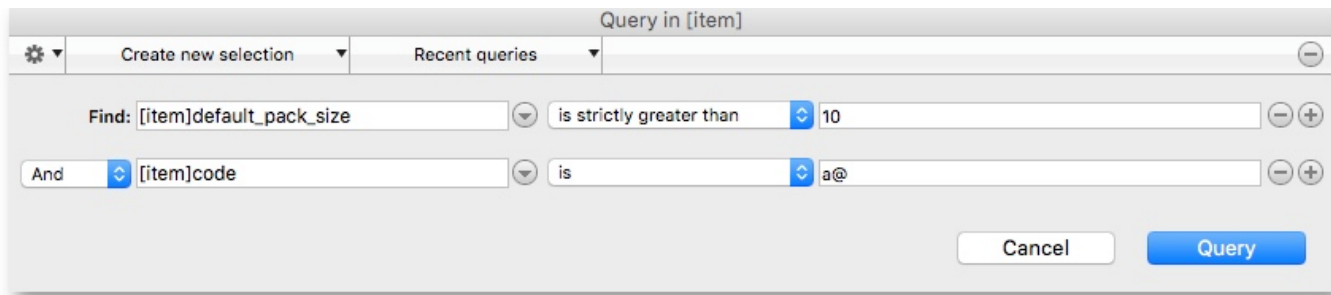 Query in [item]
Create new selection Recent queries
Find: [item]default_pack_size is strictly greater than 10
And [item]code is a@
Cancel Query